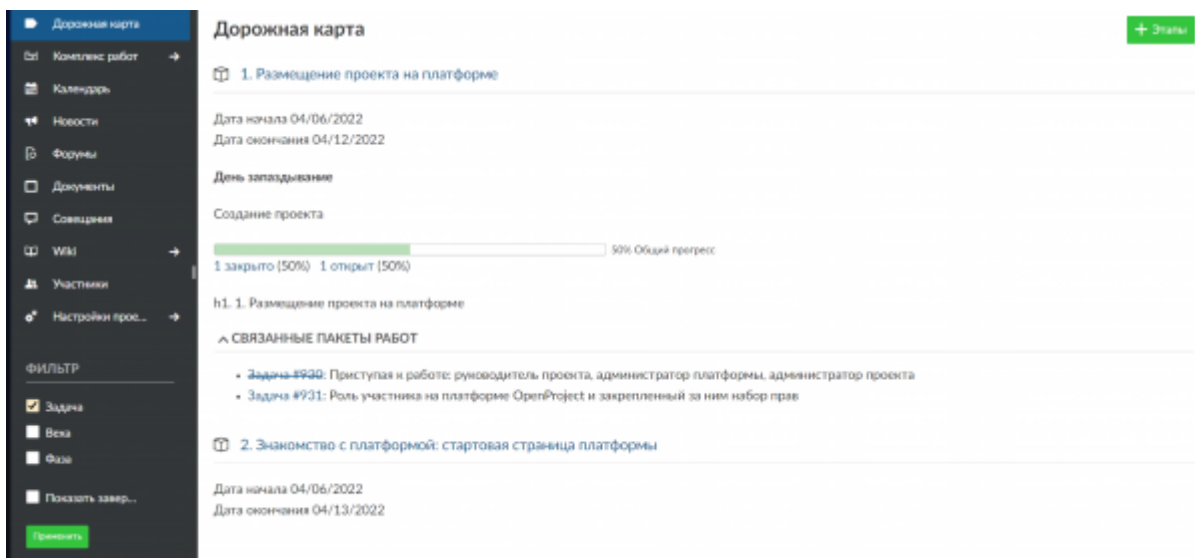 Дорожная карта
Комплекс работ
Календарь
Новости
Форумы
Документы
Совещания
Wiki
Участники
Настройки прое...
ФИЛЬТР
Задача
Веха
Фаза
Показать завер...
Применить
Дорожная карта
+ Этапы
1. Размещение проекта на платформе
Дата начала 04/06/2022
Дата окончания 04/12/2022
День запаздывание
Создание проекта
50% Общий прогресс
1 закрыто (50%) 1 открыт (50%)
h1. 1. Размещение проекта на платформе
СВЯЗАННЫЕ ПАКЕТЫ РАБОТ
Задача #930: Приступая к работе: руководитель проекта, администратор платформы, администратор проекта
Задача #931: Роль участника на платформе OpenProject и закрепленный за ним набор прав
2. Знакомство с платформой: стартовая страница платформы
Дата начала 04/06/2022
Дата окончания 04/13/2022